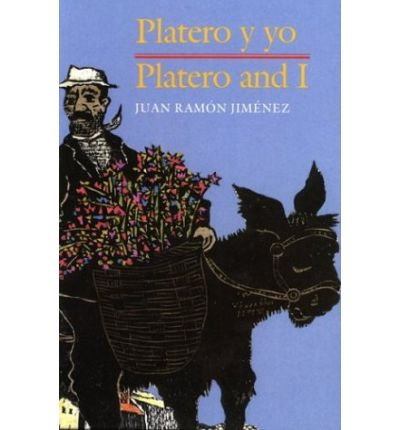 Platero y yo
Platero and I
JUAN RAMÓN JIMÉNEZ